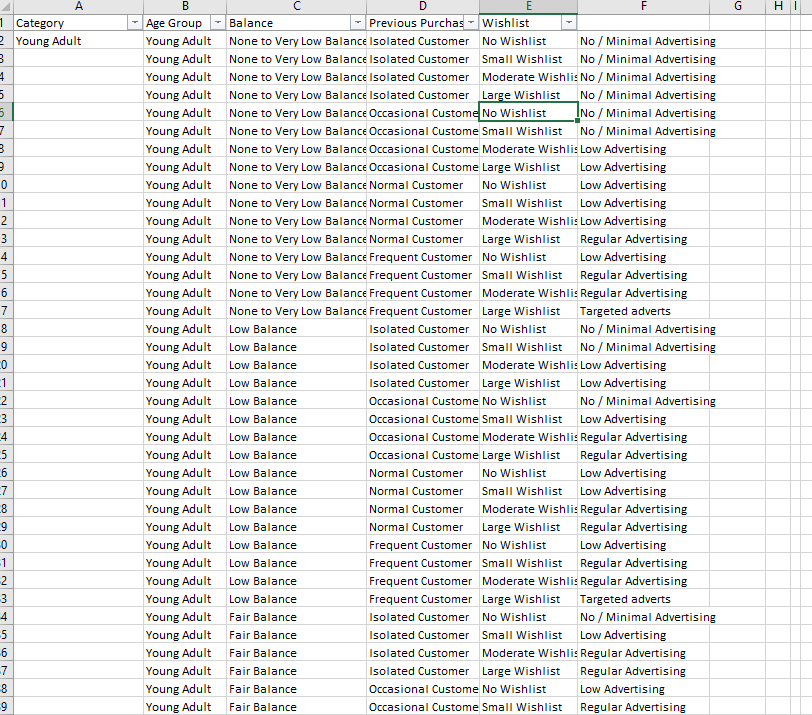 A B C D E F G H I
1 Category Age Group Balance Previous Purchas Wishlist
2 Young Adult Young Adult None to Very Low Balance Isolated Customer No Wishlist No / Minimal Advertising
3 Young Adult None to Very Low Balance Isolated Customer Small Wishlist No / Minimal Advertising
4 Young Adult None to Very Low Balance Isolated Customer Moderate Wishlis No / Minimal Advertising
5 Young Adult None to Very Low Balance Isolated Customer Large Wishlist No / Minimal Advertising
6 Young Adult None to Very Low Balance Occasional Custome No Wishlist No / Minimal Advertising
7 Young Adult None to Very Low Balance Occasional Custome Small Wishlist No / Minimal Advertising
8 Young Adult None to Very Low Balance Occasional Custome Moderate Wishlis Low Advertising
9 Young Adult None to Very Low Balance Occasional Custome Large Wishlist Low Advertising
0 Young Adult None to Very Low Balance Normal Customer No Wishlist Low Advertising
1 Young Adult None to Very Low Balance Normal Customer Small Wishlist Low Advertising
2 Young Adult None to Very Low Balance Normal Customer Moderate Wishlis Low Advertising
3 Young Adult None to Very Low Balance Normal Customer Large Wishlist Regular Advertising
4 Young Adult None to Very Low Balance Frequent Customer No Wishlist Low Advertising
5 Young Adult None to Very Low Balance Frequent Customer Small Wishlist Regular Advertising
6 Young Adult None to Very Low Balance Frequent Customer Moderate Wishlis Regular Advertising
7 Young Adult None to Very Low Balance Frequent Customer Large Wishlist Targeted adverts
8 Young Adult Low Balance Isolated Customer No Wishlist No / Minimal Advertising
9 Young Adult Low Balance Isolated Customer Small Wishlist No / Minimal Advertising
0 Young Adult Low Balance Isolated Customer Moderate Wishlis Low Advertising
1 Young Adult Low Balance Isolated Customer Large Wishlist Low Advertising
2 Young Adult Low Balance Occasional Custome No Wishlist No / Minimal Advertising
3 Young Adult Low Balance Occasional Custome Small Wishlist Low Advertising
4 Young Adult Low Balance Occasional Custome Moderate Wishlis Regular Advertising
5 Young Adult Low Balance Occasional Custome Large Wishlist Regular Advertising
6 Young Adult Low Balance Normal Customer No Wishlist Low Advertising
7 Young Adult Low Balance Normal Customer Small Wishlist Low Advertising
8 Young Adult Low Balance Normal Customer Moderate Wishlis Regular Advertising
9 Young Adult Low Balance Normal Customer Large Wishlist Regular Advertising
0 Young Adult Low Balance Frequent Customer No Wishlist Low Advertising
1 Young Adult Low Balance Frequent Customer Small Wishlist Regular Advertising
2 Young Adult Low Balance Frequent Customer Moderate Wishlis Regular Advertising
3 Young Adult Low Balance Frequent Customer Large Wishlist Targeted adverts
4 Young Adult Fair Balance Isolated Customer No Wishlist No / Minimal Advertising
5 Young Adult Fair Balance Isolated Customer Small Wishlist Low Advertising
6 Young Adult Fair Balance Isolated Customer Moderate Wishlis Regular Advertising
7 Young Adult Fair Balance Isolated Customer Large Wishlist Regular Advertising
8 Young Adult Fair Balance Occasional Custome No Wishlist Low Advertising
9 Young Adult Fair Balance Occasional Custome Small Wishlist Regular Advertising